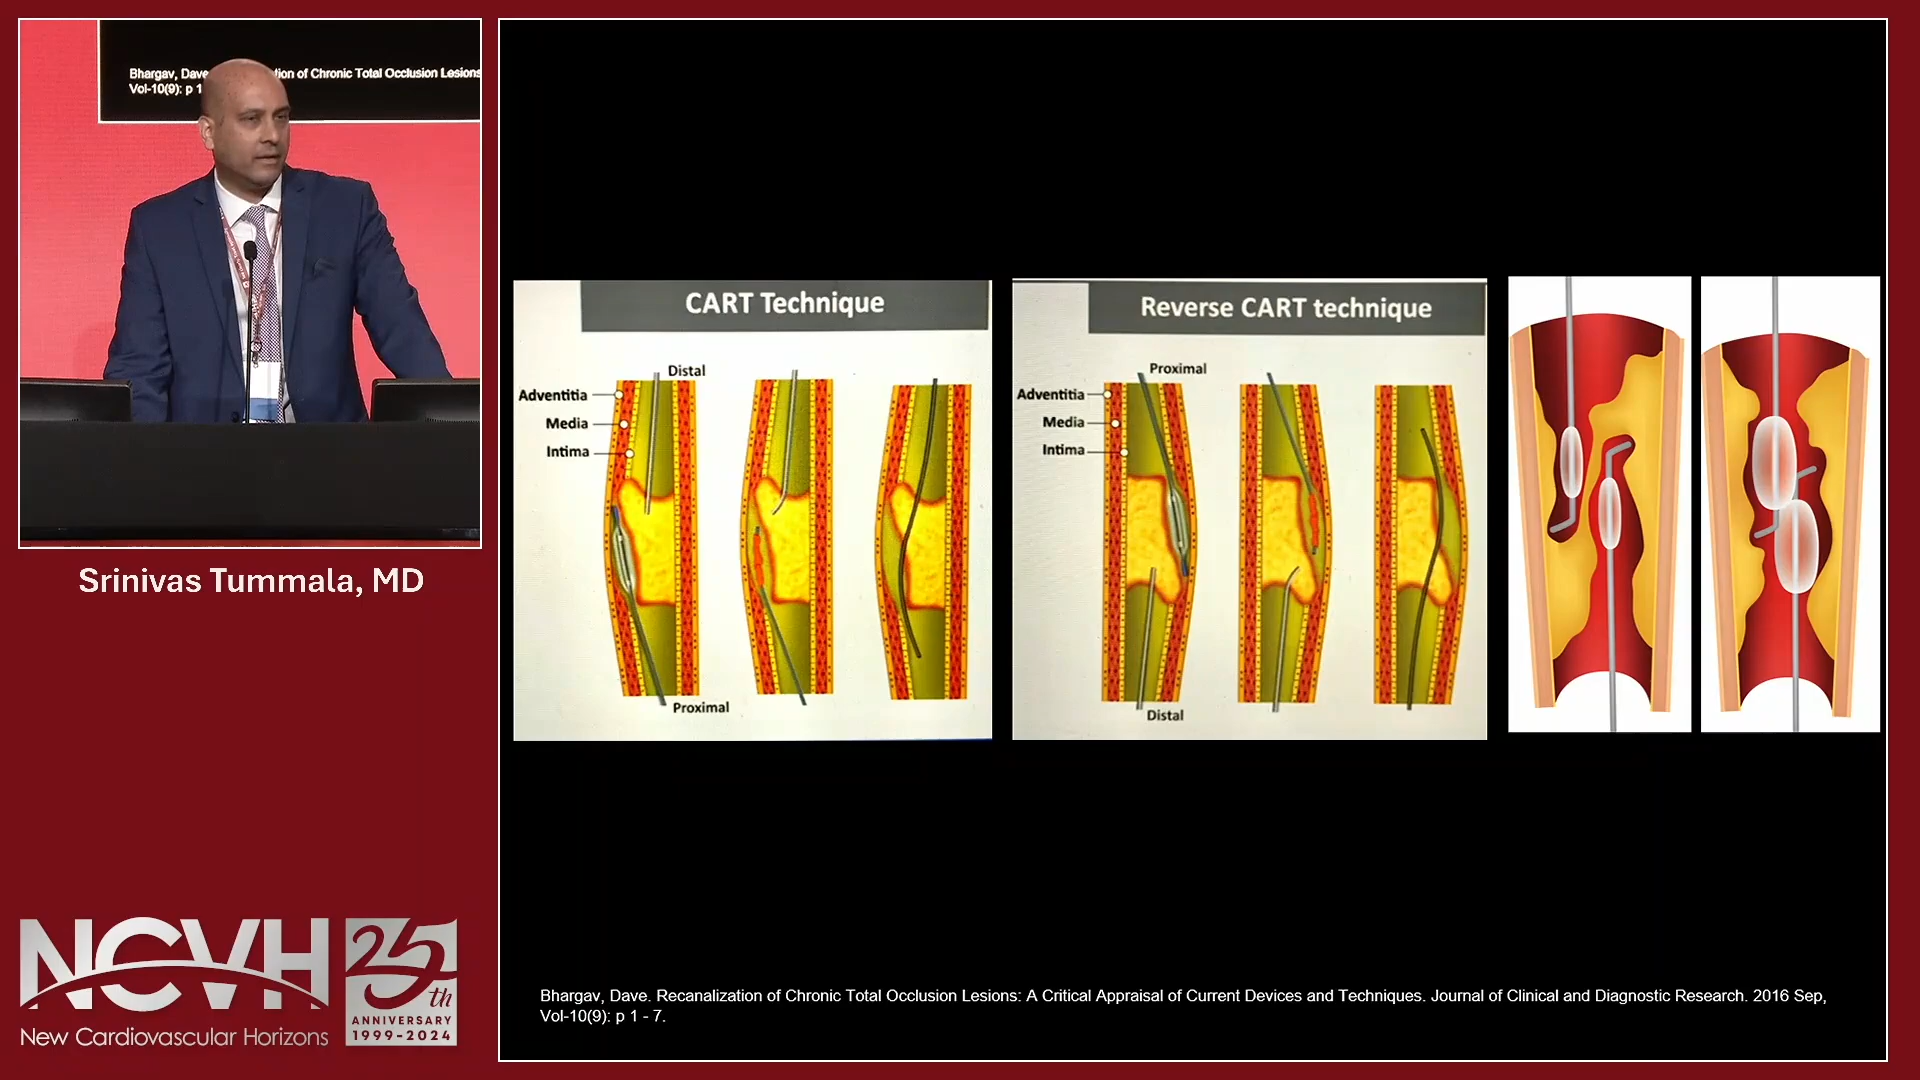 Bhargav, Dave
tion of Chronic Total Occlusion Lesions
Vol-10(9): p 1
Srinivas Tummala, MD
NCVH
New Cardiovascular Horizons
25th
ANNIVERSARY
1999-2024
CART Technique
Distal
Adventitia
Media
Intima
Proximal
Reverse CART technique
Proximal
Adventitia
Media
Intima
Distal
Bhargav, Dave. Recanalization of Chronic Total Occlusion Lesions: A Critical Appraisal of Current Devices and Techniques. Journal of Clinical and Diagnostic Research. 2016 Sep,
Vol-10(9): p 1 - 7.